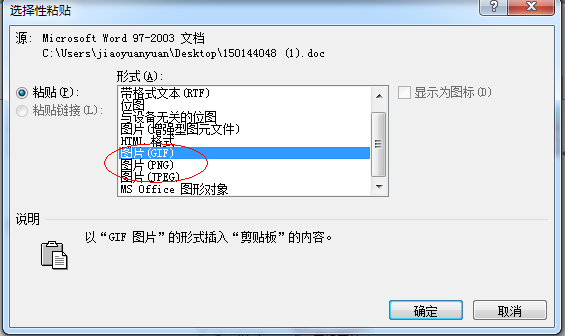 选择性粘贴
源: Microsoft Word 97-2003 文档
C:\Users\jiaoyuanyuan\Desktop\150144048 (1).doc
形式(A):
粘贴(P):
粘贴链接(L):
带格式文本(RTF)
位图
与设备无关的位图
图片(增强型图元文件)
HTML 格式
图片(GIF)
图片(PNG)
图片(JPEG)
MS Office 图形对象
显示为图标(D)
说明
以“GIF 图片”的形式插入“剪贴板”的内容。
确定
取消